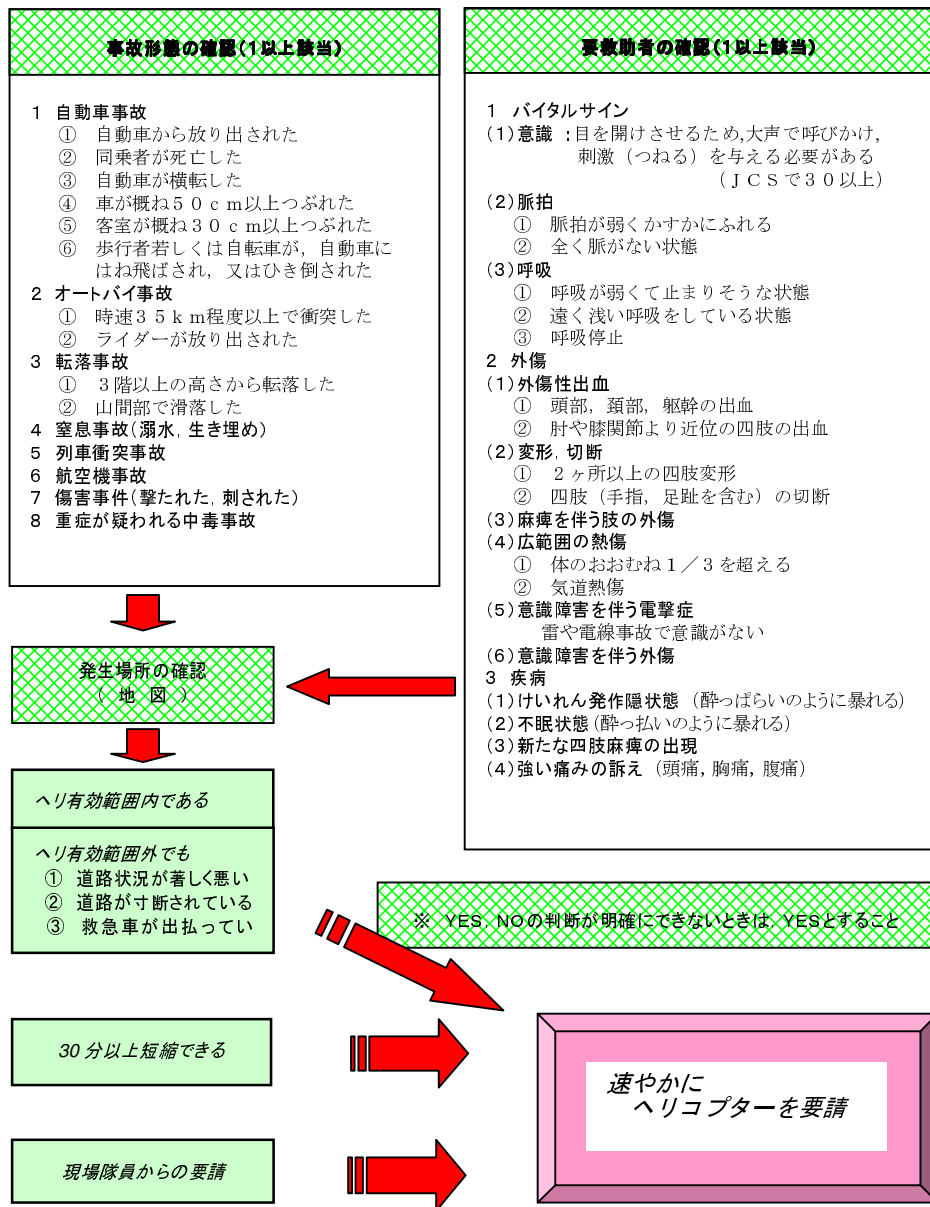 事故形態の確認(1以上該当)
1 自動車事故
① 自動車から放り出された
② 同乗者が死亡した
③ 自動車が横転した
④ 車が概ね50cm以上つぶれた
⑤ 客室が概ね30cm以上つぶれた
⑥ 歩行者若しくは自転車が,自動車に
はね飛ばされ,又はひき倒された
2 オートバイ事故
① 時速35km程度以上で衝突した
② ライダーが放り出された
3 転落事故
① 3階以上の高さから転落した
② 山間部で滑落した
4 窒息事故(溺水,生き埋め)
5 列車衝突事故
6 航空機事故
7 傷害事件(撃たれた,刺された)
8 重症が疑われる中毒事故
要救助者の確認(1以上該当)
1 バイタルサイン
(1)意識 :目を開けさせるため,大声で呼びかけ,
刺激(つねる)を与える必要がある
(JCSで30以上)
(2)脈拍
① 脈拍が弱くかすかにふれる
② 全く脈がない状態
(3)呼吸
① 呼吸が弱くて止まりそうな状態
② 遠く浅い呼吸をしている状態
③ 呼吸停止
2 外傷
(1)外傷性出血
① 頭部,頚部,躯幹の出血
② 肘や膝関節より近位の四肢の出血
(2)変形,切断
① 2ヶ所以上の四肢変形
② 四肢(手指,足趾を含む)の切断
(3)麻痺を伴う肢の外傷
(4)広範囲の熱傷
① 体のおおむね1/3を超える
② 気道熱傷
(5)意識障害を伴う電撃症
雷や電線事故で意識がない
(6)意識障害を伴う外傷
3 疾病
(1)けいれん発作隠状態 (酔っぱらいのように暴れる)
(2)不眠状態(酔っ払いのように暴れる)
(3)新たな四肢麻痺の出現
(4)強い痛みの訴え (頭痛,胸痛,腹痛)
発生場所の確認
(地図)
ヘリ有効範囲内である
ヘリ有効範囲外でも
① 道路状況が著しく悪い
② 道路が寸断されている
③ 救急車が出払ってい
※ YES,NOの判断が明確にできないときは,YESとすること
30分以上短縮できる
速やかに
ヘリコプターを要請
現場隊員からの要請